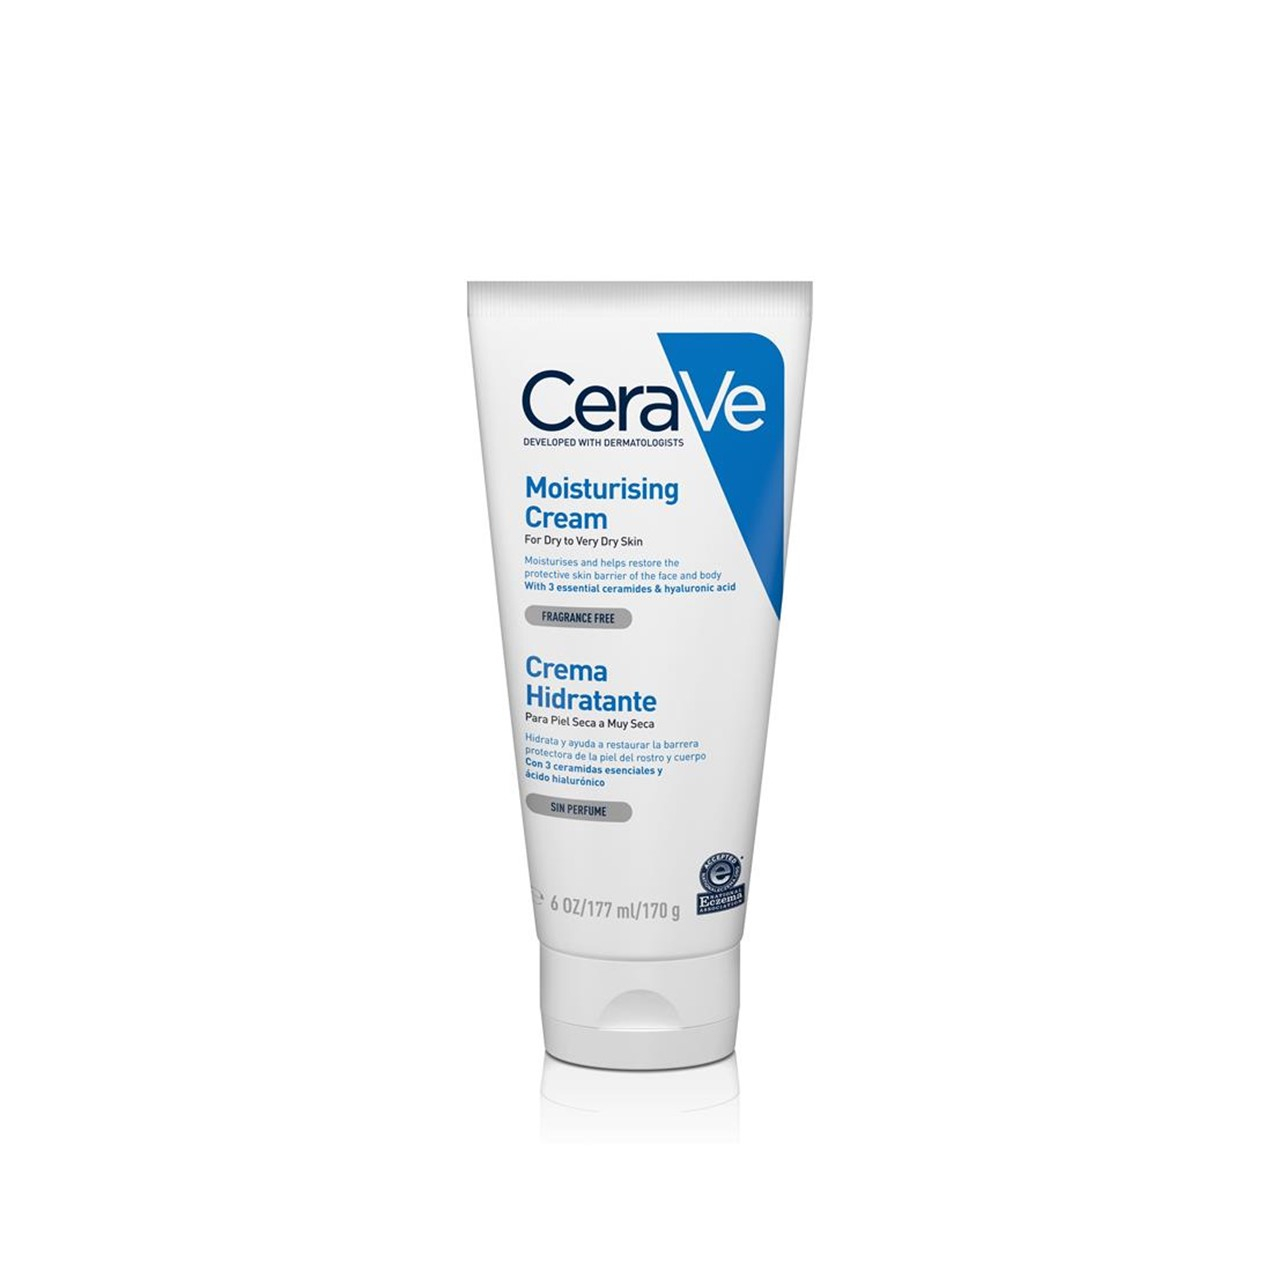 CeraVe
DEVELOPED WITH DERMATOLOGISTS
Moisturising
Cream
For Dry to Very Dry Skin
Moisturises and helps restore the
protective skin barrier of the face and body
With 3 essential ceramides & hyaluronic acid
FRAGRANCE FREE
Crema
Hidratante
Para Piel Seca a Muy Seca
Hidrata y ayuda a restaurar la barrera
protectora de la piel del rostro y cuerpo
Con 3 ceramidas esenciales y
ácido hialurónico
SIN PERFUME
ACCEPTED
e
NATIONAL
Eczema
ASSOCIATION
℮ 6 OZ/177 ml/170 g